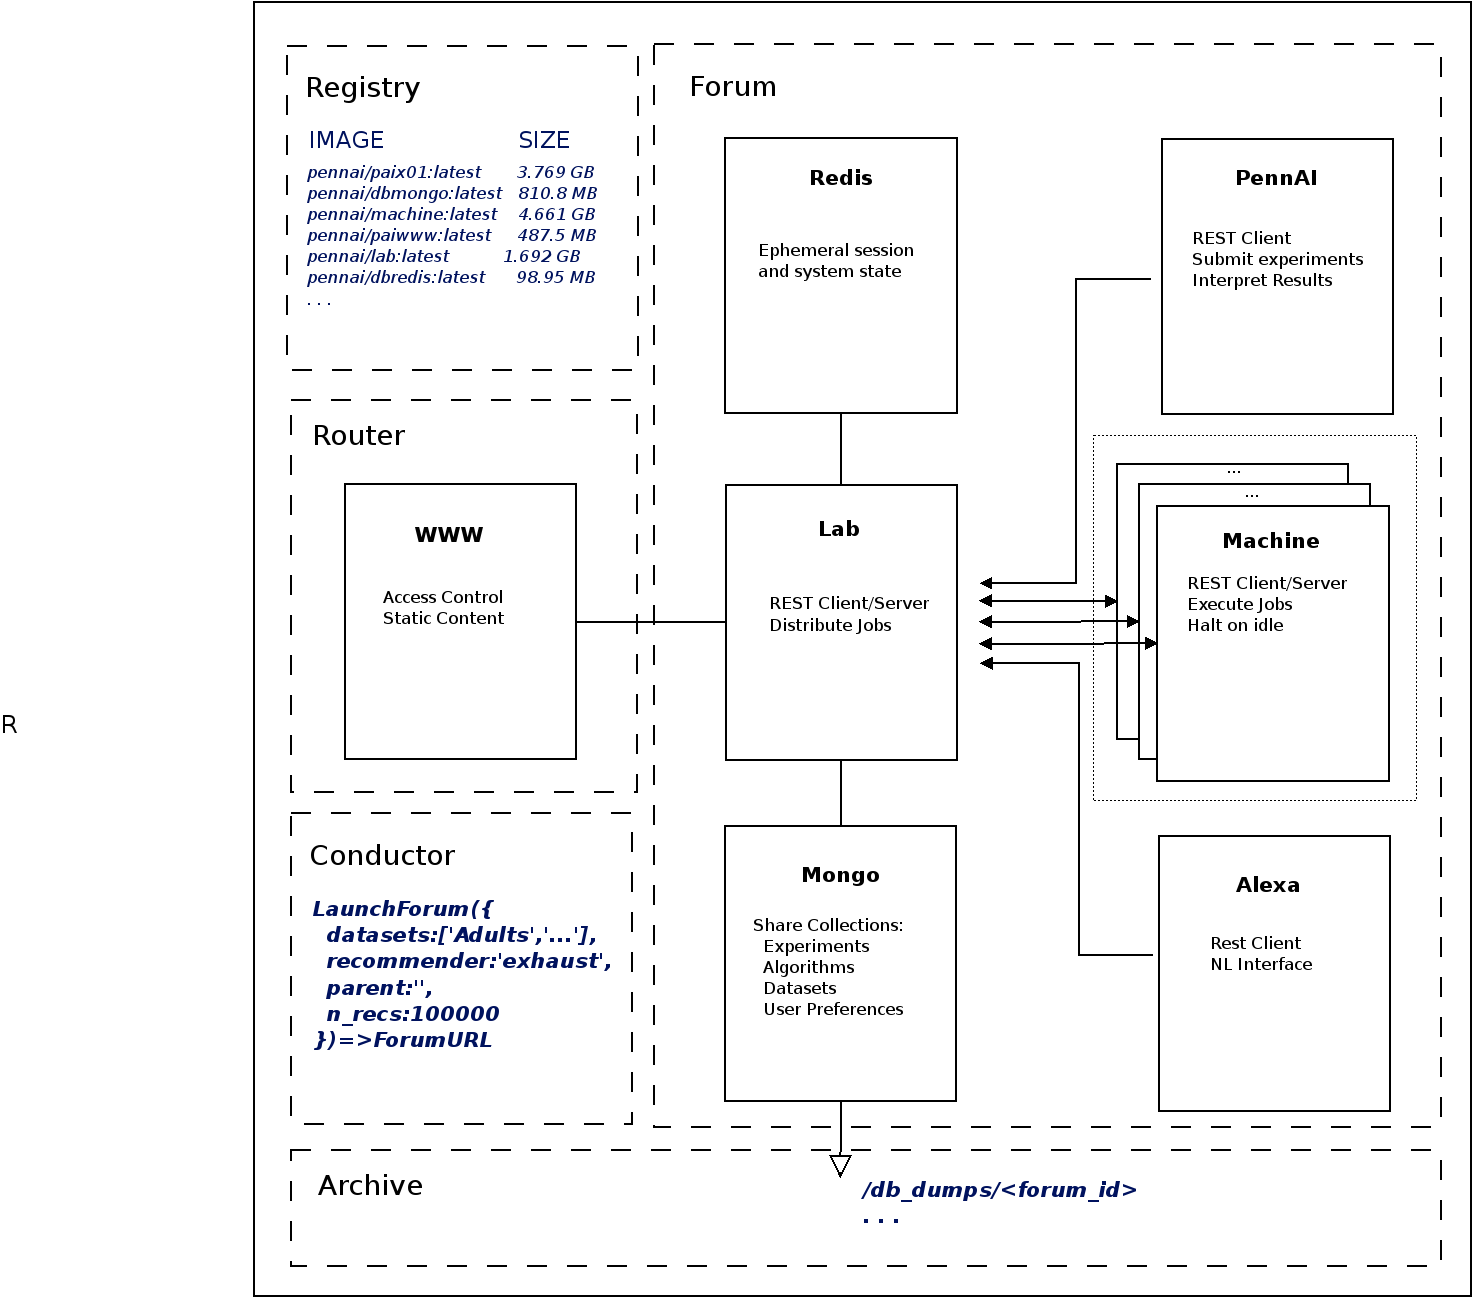 Registry
IMAGE SIZE
pennai/paix01:latest 3.769 GB
pennai/dbmongo:latest 810.8 MB
pennai/machine:latest 4.661 GB
pennai/paiwww:latest 487.5 MB
pennai/lab:latest 1.692 GB
pennai/dbredis:latest 98.95 MB
. . .
Router
www
Access Control
Static Content
R
Conductor
LaunchForum({
datasets:['Adults','...'],
recommender:'exhaust',
parent:'',
n_recs:100000
})=>ForumURL
Forum
Redis
Ephemeral session
and system state
Lab
REST Client/Server
Distribute Jobs
Mongo
Share Collections:
Experiments
Algorithms
Datasets
User Preferences
PennAI
REST Client
Submit experiments
Interpret Results
...
...
Machine
REST Client/Server
Execute Jobs
Halt on idle
Alexa
Rest Client
NL Interface
Archive
/db_dumps/<forum_id>
. . .